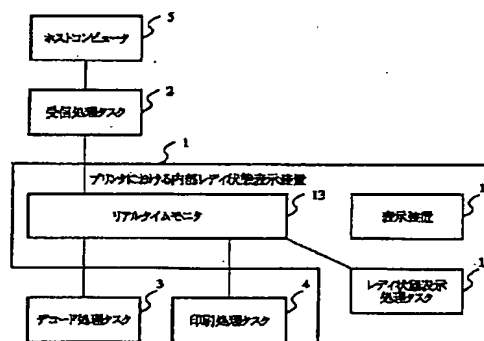 5
ホストコンピュータ
2
受信処理タスク
1
プリンタにおける内部レディ状態表示装置
13
リアルタイムモニタ
表示装置
1
レディ状態表示
処理タスク
1
3
デコード処理タスク
4
印刷処理タスク